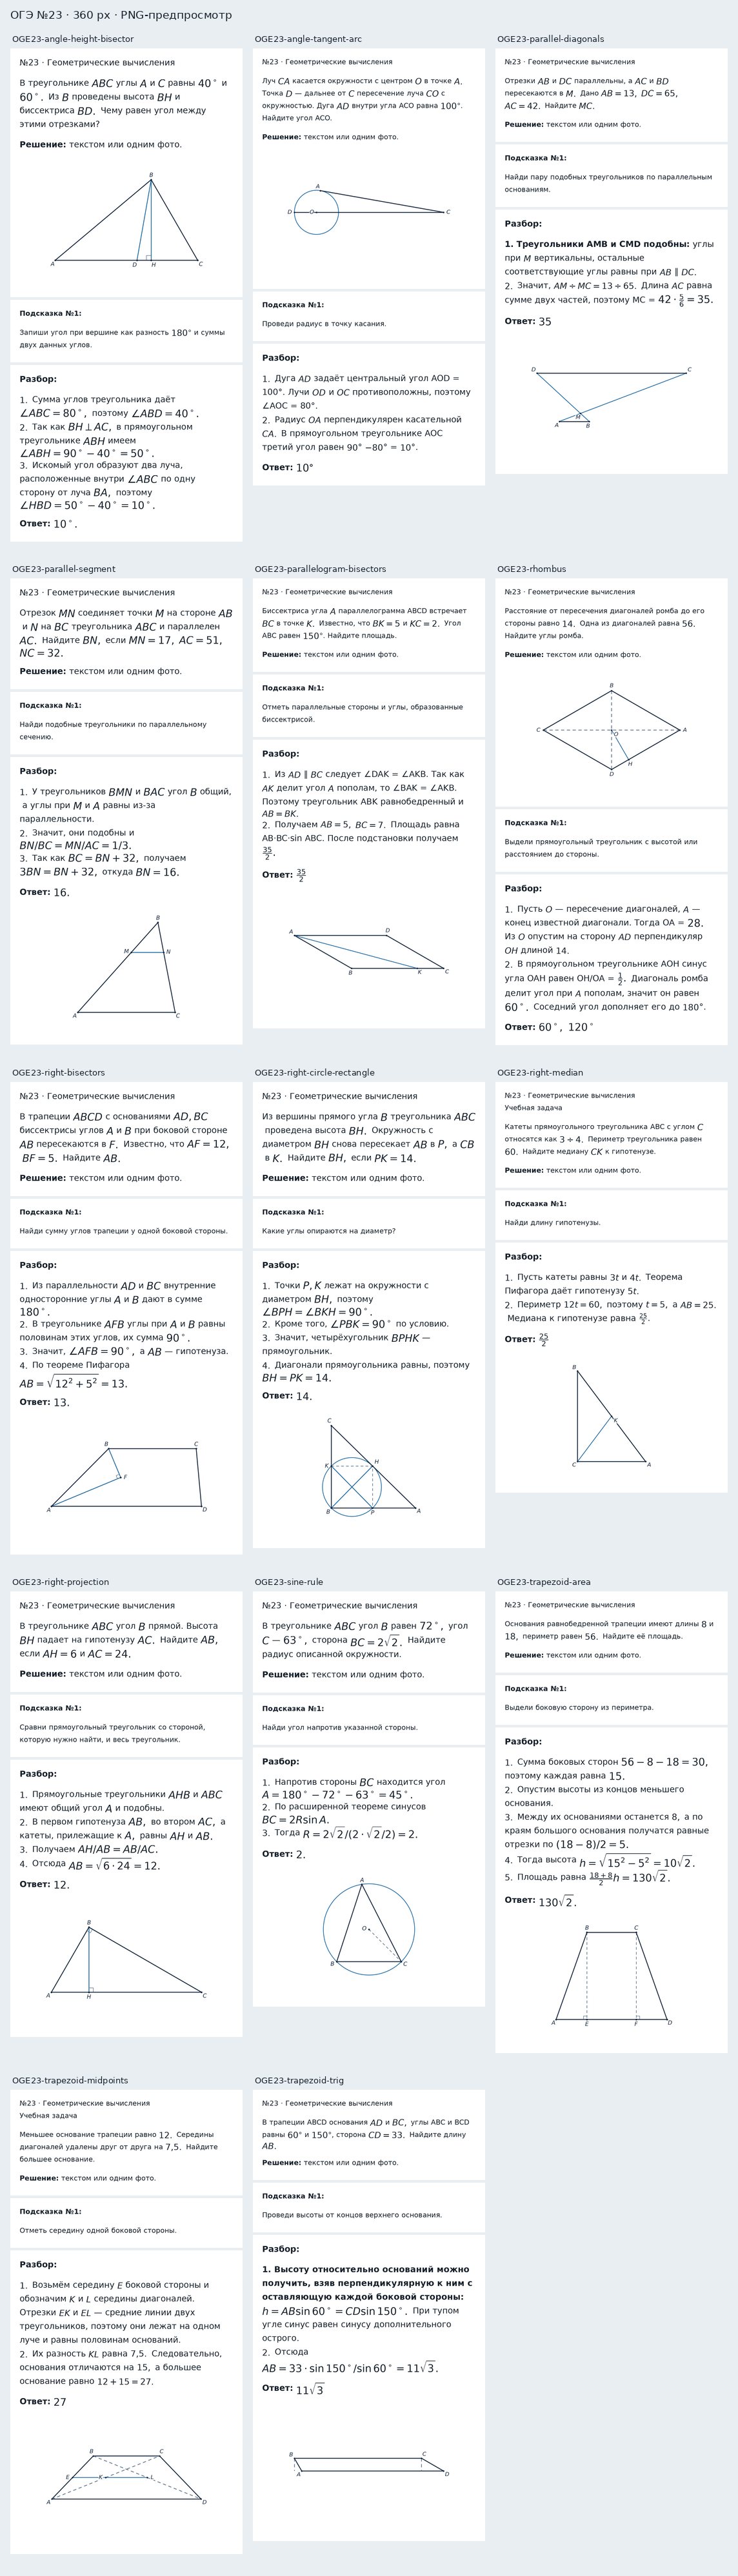 ОГЭ №23 · 360 px · PNG-предпросмотр
OGE23-angle-height-bisector
№23 · Геометрические вычисления
В треугольнике ABC углы A и C равны 40° и
60°. Из B проведены высота BH и
биссектриса BD. Чему равен угол между
этими отрезками?
Решение: текстом или одним фото.
B
A
D
H
C
Подсказка №1:
Запиши угол при вершине как разность 180° и суммы
двух данных углов.
Разбор:
1. Сумма углов треугольника даёт
∠ABC = 80°, поэтому ∠ABD = 40°.
2. Так как BH ⊥ AC, в прямоугольном
треугольнике ABH имеем
∠ABH = 90° − 40° = 50°.
3. Искомый угол образуют два луча,
расположенные внутри ∠ABC по одну
сторону от луча BA, поэтому
∠HBD = 50° − 40° = 10°.
Ответ: 10°.
OGE23-angle-tangent-arc
№23 · Геометрические вычисления
Луч CA касается окружности с центром O в точке A.
Точка D — дальнее от C пересечение луча CO с
окружностью. Дуга AD внутри угла ACO равна 100°.
Найдите угол ACO.
Решение: текстом или одним фото.
A
D
O
C
Подсказка №1:
Проведи радиус в точку касания.
Разбор:
1. Дуга AD задаёт центральный угол AOD =
100°. Лучи OD и OC противоположны, поэтому
∠AOC = 80°.
2. Радиус OA перпендикулярен касательной
CA. В прямоугольном треугольнике AOC
третий угол равен 90° −80° = 10°.
Ответ: 10°
OGE23-parallel-diagonals
№23 · Геометрические вычисления
Отрезки AB и DC параллельны, а AC и BD
пересекаются в M. Дано AB = 13, DC = 65,
AC = 42. Найдите MC.
Решение: текстом или одним фото.
Подсказка №1:
Найди пару подобных треугольников по параллельным
основаниям.
Разбор:
1. Треугольники AMB и CMD подобны: углы
при M вертикальны, остальные
соответствующие углы равны при AB ∥ DC.
2. Значит, AM ÷ MC = 13 ÷ 65. Длина AC равна
сумме двух частей, поэтому MC = 42 · 5/6 = 35.
Ответ: 35
D
C
M
A
B
OGE23-parallel-segment
№23 · Геометрические вычисления
Отрезок MN соединяет точки M на стороне AB
и N на BC треугольника ABC и параллелен
AC. Найдите BN, если MN = 17, AC = 51,
NC = 32.
Решение: текстом или одним фото.
Подсказка №1:
Найди подобные треугольники по параллельному
сечению.
Разбор:
1. У треугольников BMN и BAC угол B общий,
а углы при M и A равны из-за
параллельности.
2. Значит, они подобны и
BN/BC = MN/AC = 1/3.
3. Так как BC = BN + 32, получаем
3BN = BN + 32, откуда BN = 16.
Ответ: 16.
B
M
N
A
C
OGE23-parallelogram-bisectors
№23 · Геометрические вычисления
Биссектриса угла A параллелограмма ABCD встречает
BC в точке K. Известно, что BK = 5 и KC = 2. Угол
ABC равен 150°. Найдите площадь.
Решение: текстом или одним фото.
Подсказка №1:
Отметь параллельные стороны и углы, образованные
биссектрисой.
Разбор:
1. Из AD ∥ BC следует ∠DAK = ∠AKB. Так как
AK делит угол A пополам, то ∠BAK = ∠AKB.
Поэтому треугольник ABK равнобедренный и
AB = BK.
2. Получаем AB = 5, BC = 7. Площадь равна
AB·BC·sin ABC. После подстановки получаем
35/2.
Ответ: 35/2
A
D
B
K
C
OGE23-rhombus
№23 · Геометрические вычисления
Расстояние от пересечения диагоналей ромба до его
стороны равно 14. Одна из диагоналей равна 56.
Найдите углы ромба.
Решение: текстом или одним фото.
B
C
O
A
H
D
Подсказка №1:
Выдели прямоугольный треугольник с высотой или
расстоянием до стороны.
Разбор:
1. Пусть O — пересечение диагоналей, A —
конец известной диагонали. Тогда OA = 28.
Из O опустим на сторону AD перпендикуляр
OH длиной 14.
2. В прямоугольном треугольнике AOH синус
угла OAH равен OH/OA = 1/2. Диагональ ромба
делит угол при A пополам, значит он равен
60°. Соседний угол дополняет его до 180°.
Ответ: 60°, 120°
OGE23-right-bisectors
№23 · Геометрические вычисления
В трапеции ABCD с основаниями AD, BC
биссектрисы углов A и B при боковой стороне
AB пересекаются в F. Известно, что AF = 12,
BF = 5. Найдите AB.
Решение: текстом или одним фото.
Подсказка №1:
Найди сумму углов трапеции у одной боковой стороны.
Разбор:
1. Из параллельности AD и BC внутренние
односторонние углы A и B дают в сумме
180°.
2. В треугольнике AFB углы при A и B равны
половинам этих углов, их сумма 90°.
3. Значит, ∠AFB = 90°, а AB — гипотенуза.
4. По теореме Пифагора
AB = √(12² + 5²) = 13.
Ответ: 13.
B
C
F
A
D
OGE23-right-circle-rectangle
№23 · Геометрические вычисления
Из вершины прямого угла B треугольника ABC
проведена высота BH. Окружность с
диаметром BH снова пересекает AB в P, а CB
в K. Найдите BH, если PK = 14.
Решение: текстом или одним фото.
Подсказка №1:
Какие углы опираются на диаметр?
Разбор:
1. Точки P, K лежат на окружности с
диаметром BH, поэтому
∠BPH = ∠BKH = 90°.
2. Кроме того, ∠PBK = 90° по условию.
3. Значит, четырёхугольник BPHK —
прямоугольник.
4. Диагонали прямоугольника равны, поэтому
BH = PK = 14.
Ответ: 14.
C
K
H
B
P
A
OGE23-right-median
№23 · Геометрические вычисления
Учебная задача
Катеты прямоугольного треугольника ABC с углом C
относятся как 3 ÷ 4. Периметр треугольника равен
60. Найдите медиану CK к гипотенузе.
Решение: текстом или одним фото.
Подсказка №1:
Найди длину гипотенузы.
Разбор:
1. Пусть катеты равны 3t и 4t. Теорема
Пифагора даёт гипотенузу 5t.
2. Периметр 12t = 60, поэтому t = 5, а AB = 25.
Медиана к гипотенузе равна 25/2.
Ответ: 25/2
B
K
C
A
OGE23-right-projection
№23 · Геометрические вычисления
В треугольнике ABC угол B прямой. Высота
BH падает на гипотенузу AC. Найдите AB,
если AH = 6 и AC = 24.
Решение: текстом или одним фото.
Подсказка №1:
Сравни прямоугольный треугольник со стороной,
которую нужно найти, и весь треугольник.
Разбор:
1. Прямоугольные треугольники AHB и ABC
имеют общий угол A и подобны.
2. В первом гипотенуза AB, во втором AC, а
катеты, прилежащие к A, равны AH и AB.
3. Получаем AH/AB = AB/AC.
4. Отсюда AB = √(6 · 24) = 12.
Ответ: 12.
B
A
H
C
OGE23-sine-rule
№23 · Геометрические вычисления
В треугольнике ABC угол B равен 72°, угол
C — 63°, сторона BC = 2√2. Найдите
радиус описанной окружности.
Решение: текстом или одним фото.
Подсказка №1:
Найди угол напротив указанной стороны.
Разбор:
1. Напротив стороны BC находится угол
A = 180° − 72° − 63° = 45°.
2. По расширенной теореме синусов
BC = 2R sin A.
3. Тогда R = 2√2/(2 · √2/2) = 2.
Ответ: 2.
A
O
B
C
OGE23-trapezoid-area
№23 · Геометрические вычисления
Основания равнобедренной трапеции имеют длины 8 и
18, периметр равен 56. Найдите её площадь.
Решение: текстом или одним фото.
Подсказка №1:
Выдели боковую сторону из периметра.
Разбор:
1. Сумма боковых сторон 56 − 8 − 18 = 30,
поэтому каждая равна 15.
2. Опустим высоты из концов меньшего
основания.
3. Между их основаниями останется 8, а по
краям большого основания получатся равные
отрезки по (18 − 8)/2 = 5.
4. Тогда высота h = √(15² − 5²) = 10√2.
5. Площадь равна (18+8)/2 h = 130√2.
Ответ: 130√2.
B
C
A
E
F
D
OGE23-trapezoid-midpoints
№23 · Геометрические вычисления
Учебная задача
Меньшее основание трапеции равно 12. Середины
диагоналей удалены друг от друга на 7,5. Найдите
большее основание.
Решение: текстом или одним фото.
Подсказка №1:
Отметь середину одной боковой стороны.
Разбор:
1. Возьмём середину E боковой стороны и
обозначим K и L середины диагоналей.
Отрезки EK и EL — средние линии двух
треугольников, поэтому они лежат на одном
луче и равны половинам оснований.
2. Их разность KL равна 7,5. Следовательно,
основания отличаются на 15, а большее
основание равно 12 + 15 = 27.
Ответ: 27
B
C
E
K
L
A
D
OGE23-trapezoid-trig
№23 · Геометрические вычисления
В трапеции ABCD основания AD и BC, углы ABC и BCD
равны 60° и 150°, сторона CD = 33. Найдите длину
AB.
Решение: текстом или одним фото.
Подсказка №1:
Проведи высоты от концов верхнего основания.
Разбор:
1. Высоту относительно оснований можно
получить, взяв перпендикулярную к ним с
оставляющую каждой боковой стороны:
h = AB sin 60° = CD sin 150°. При тупом
угле синус равен синусу дополнительного
острого.
2. Отсюда
AB = 33 · sin 150°/sin 60° = 11√3.
Ответ: 11√3
B
C
A
D